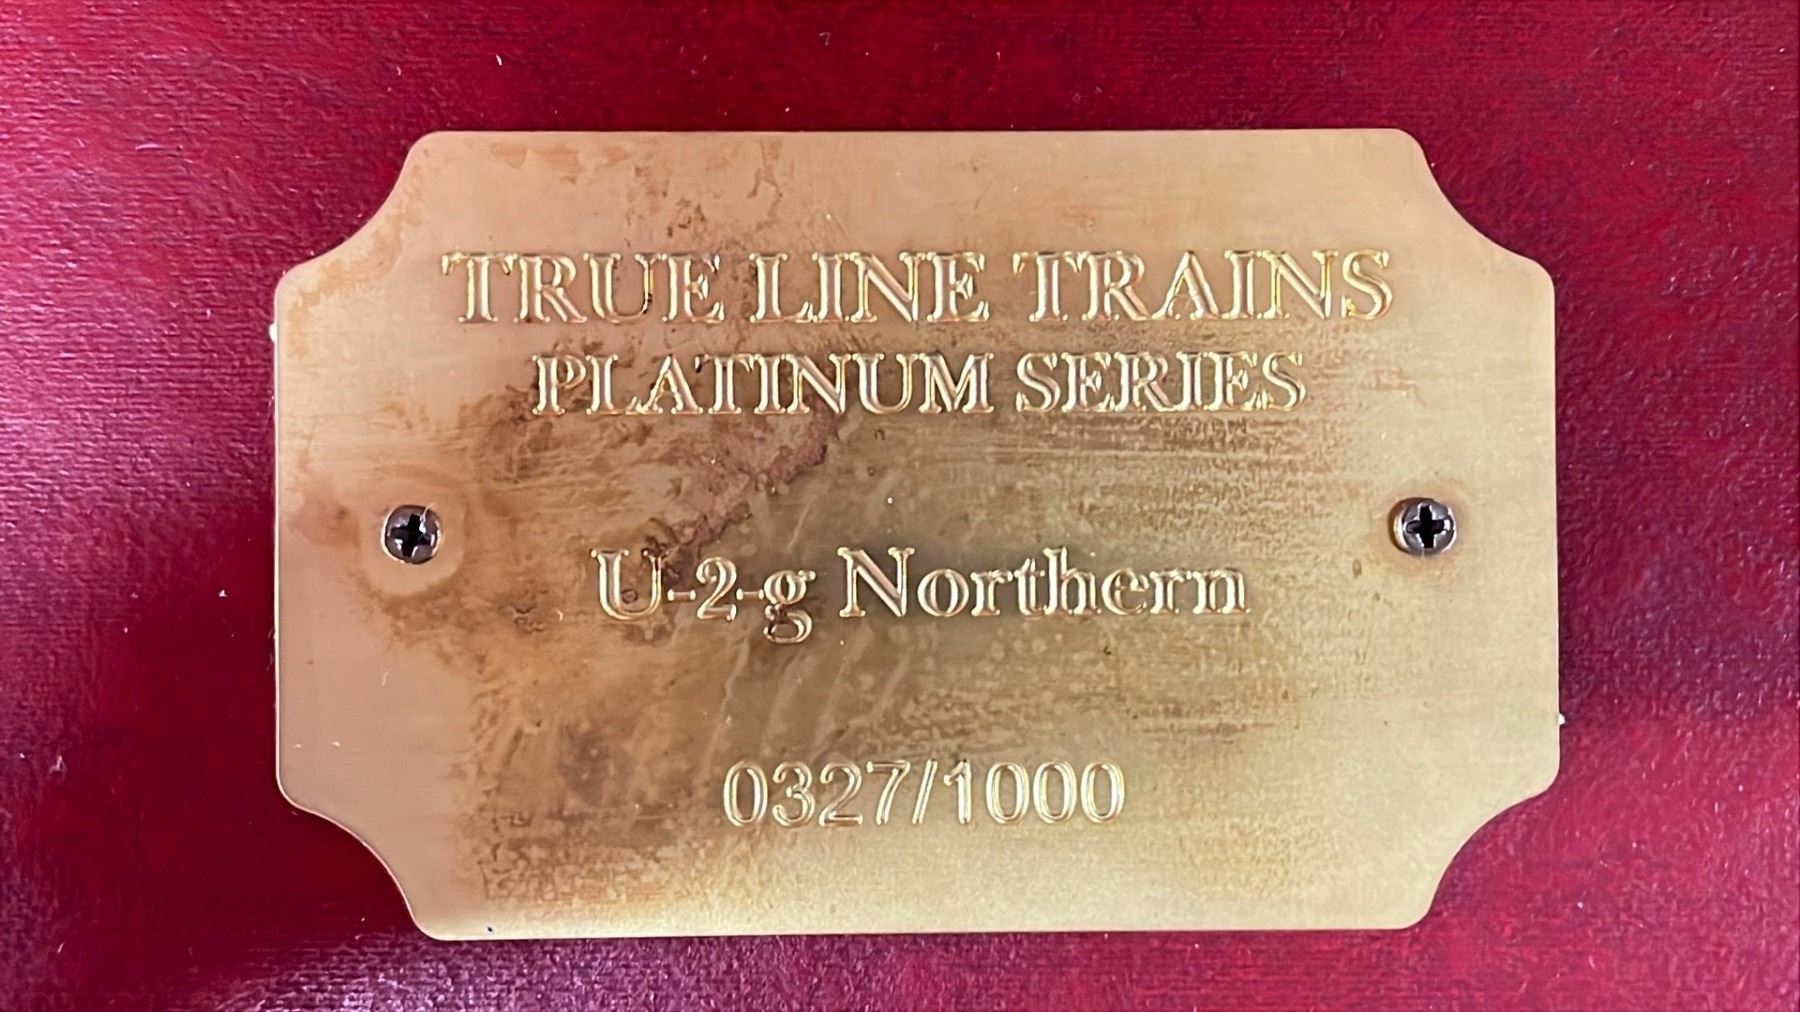 TRUE LINE TRAINS
PLATINUM SERIES
U-2-g Northern
0327/1000